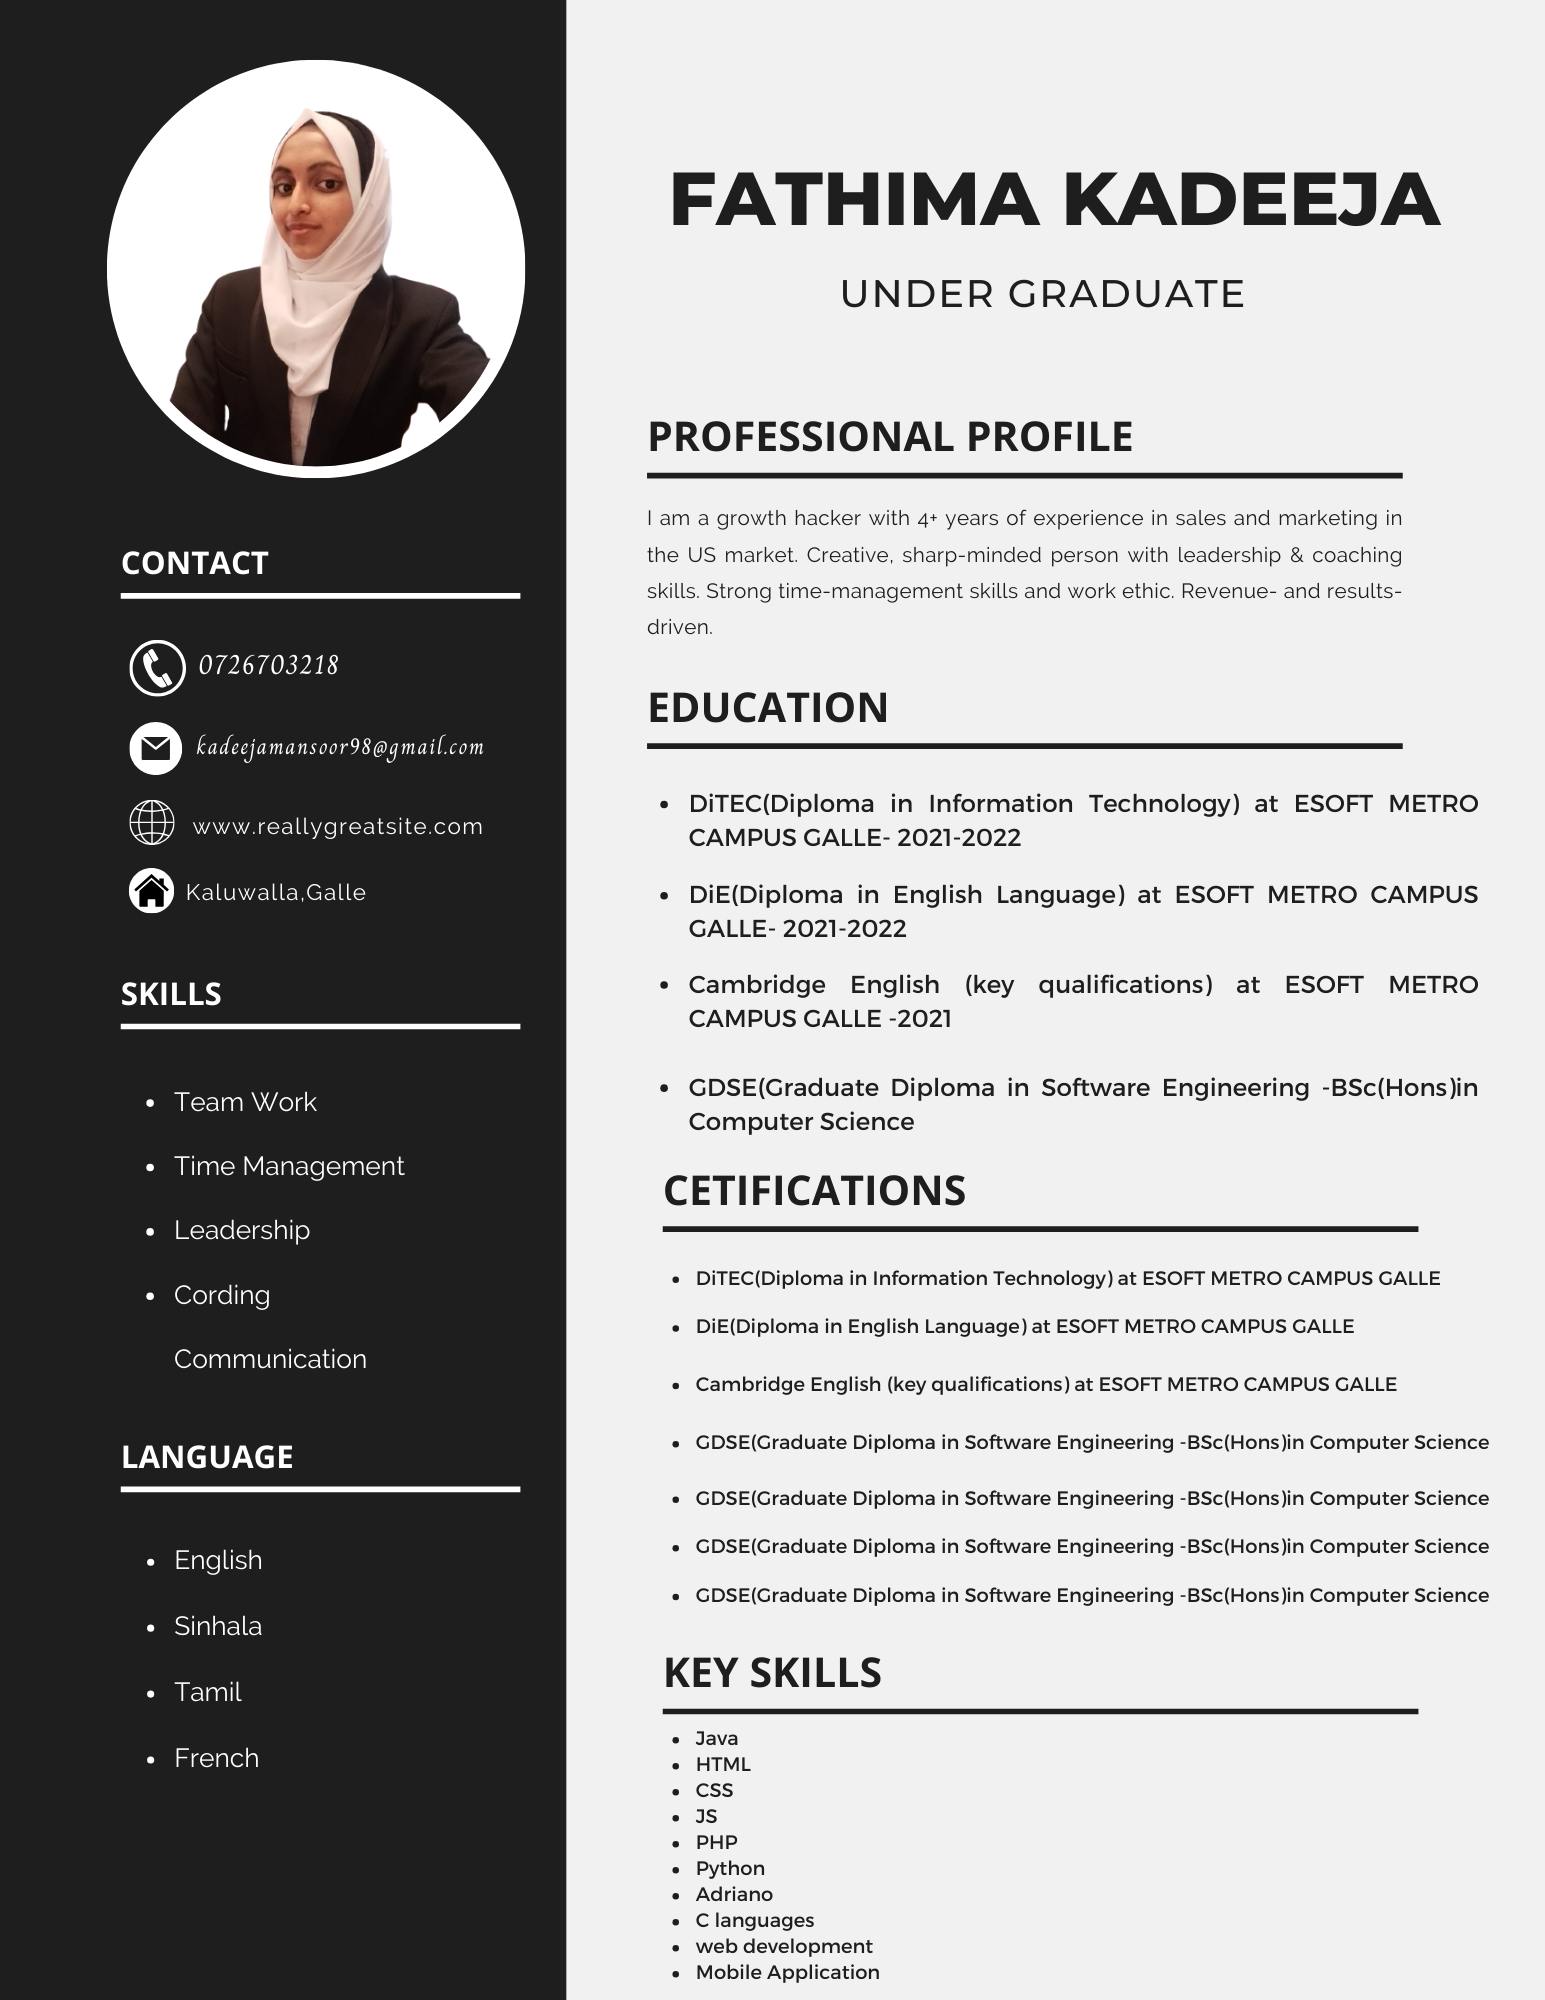 FATHIMA KADEEJA
UNDER GRADUATE
CONTACT
0726703218
kadeejamansoor98@gmail.com
www.reallygreatsite.com
Kaluwalla,Galle
SKILLS
• Team Work
• Time Management
• Leadership
• Cording
Communication
LANGUAGE
• English
• Sinhala
• Tamil
• French
PROFESSIONAL PROFILE
I am a growth hacker with 4+ years of experience in sales and marketing in
the US market. Creative, sharp-minded person with leadership & coaching
skills. Strong time-management skills and work ethic. Revenue- and results-
driven.
EDUCATION
• DiTEC(Diploma in Information Technology) at ESOFT METRO
CAMPUS GALLE- 2021-2022
• DiE(Diploma in English Language) at ESOFT METRO CAMPUS
GALLE- 2021-2022
• Cambridge English (key qualifications) at ESOFT METRO
CAMPUS GALLE -2021
• GDSE(Graduate Diploma in Software Engineering -BSc(Hons)in
Computer Science
CETIFICATIONS
• DiTEC(Diploma in Information Technology) at ESOFT METRO CAMPUS GALLE
• DiE(Diploma in English Language) at ESOFT METRO CAMPUS GALLE
• Cambridge English (key qualifications) at ESOFT METRO CAMPUS GALLE
• GDSE(Graduate Diploma in Software Engineering -BSc(Hons)in Computer Science
• GDSE(Graduate Diploma in Software Engineering -BSc(Hons)in Computer Science
• GDSE(Graduate Diploma in Software Engineering -BSc(Hons)in Computer Science
• GDSE(Graduate Diploma in Software Engineering -BSc(Hons)in Computer Science
KEY SKILLS
• Java
• HTML
• CSS
• JS
• PHP
• Python
• Adriano
• C languages
• web development
• Mobile Application